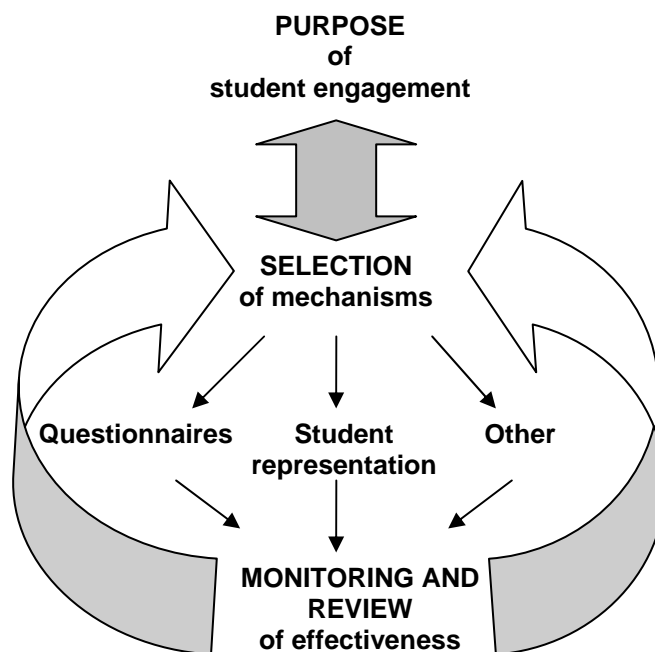 PURPOSE
of
student engagement
SELECTION
of mechanisms
Questionnaires
Student
representation
Other
MONITORING AND
REVIEW
of effectiveness